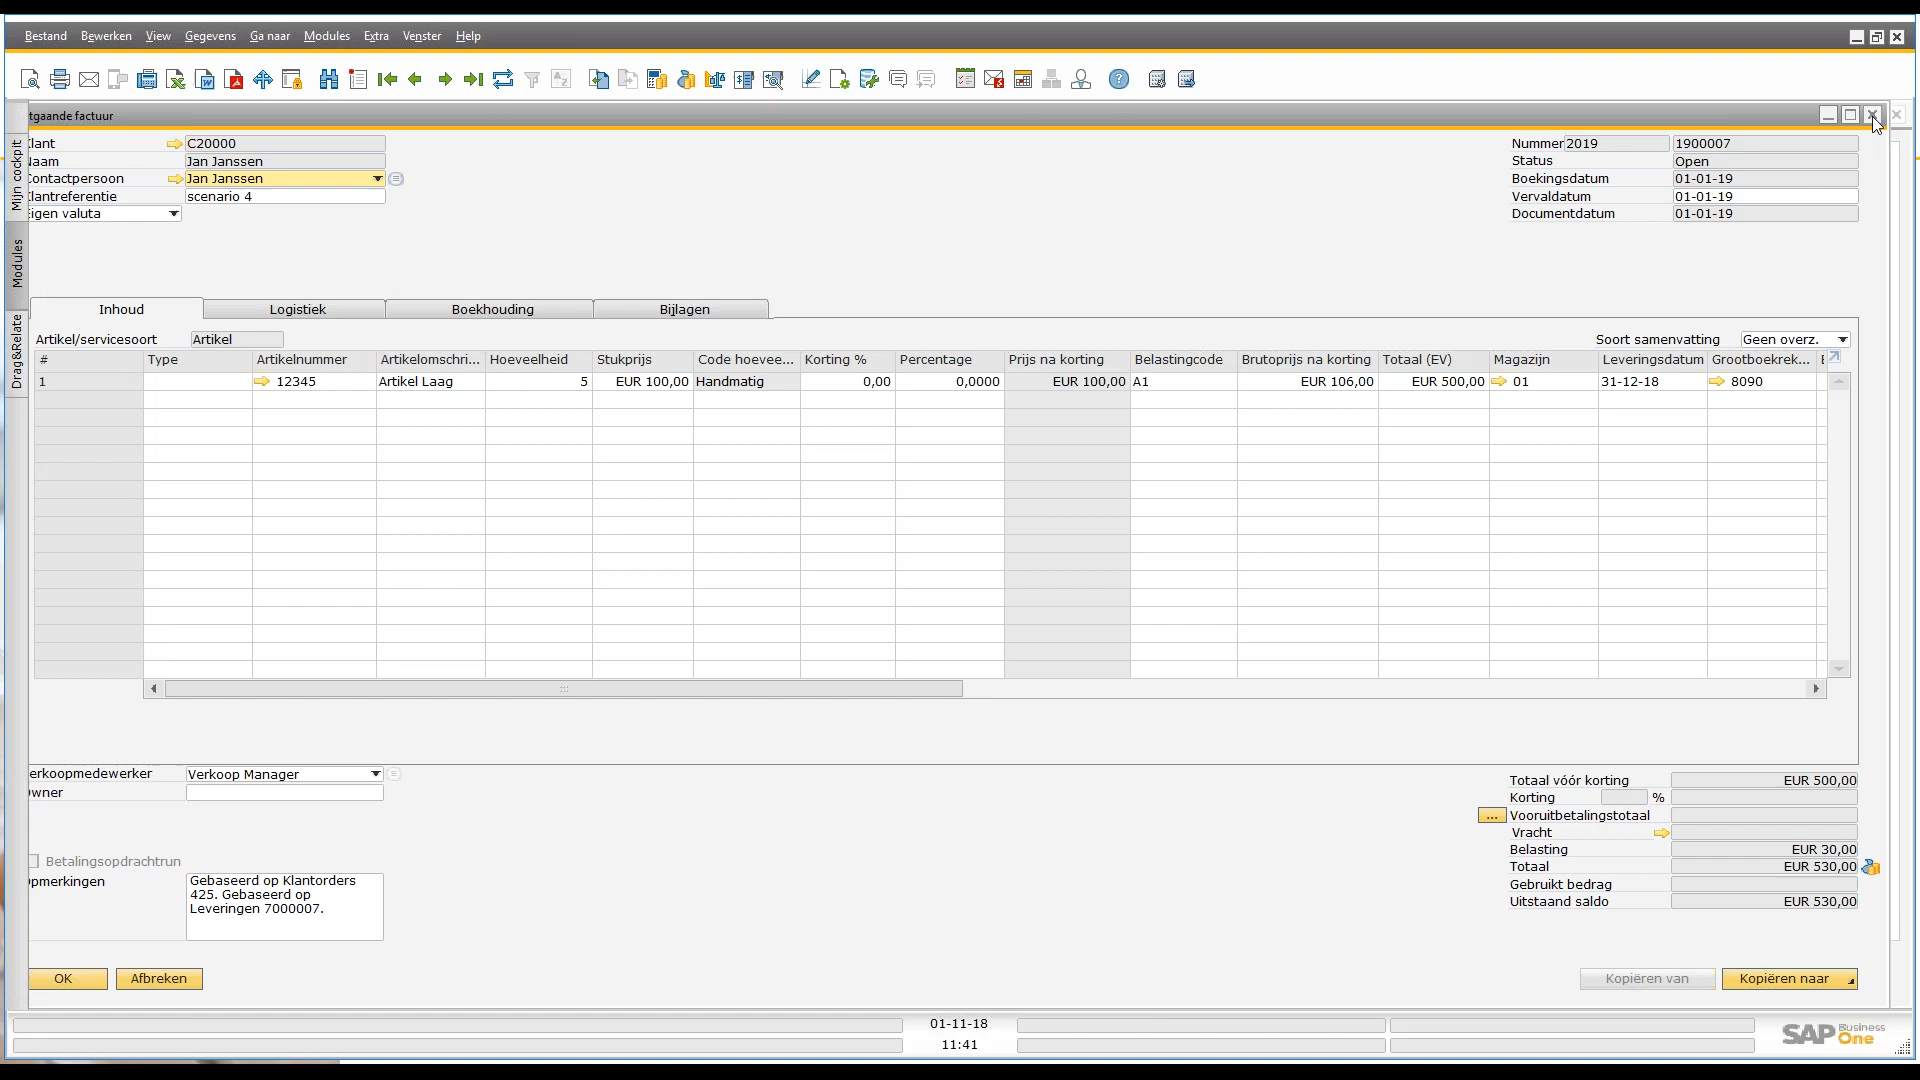 Bestand Bewerken View Gegevens Ga naar Modules Extra Venster Help
tgaande factuur
Klant C20000
Naam Jan Janssen
Contactpersoon Jan Janssen
Klantreferentie scenario 4
Eigen valuta
Nummer 2019 1900007
Status Open
Boekingsdatum 01-01-19
Vervaldatum 01-01-19
Documentdatum 01-01-19
Mijn cockpit
Modules
Drag&Relate
Inhoud Logistiek Boekhouding Bijlagen
Artikel/servicesoort Artikel Soort samenvatting Geen overz.
# Type Artikelnummer Artikelomschri... Hoeveelheid Stukprijs Code hoevee... Korting % Percentage Prijs na korting Belastingcode Brutoprijs na korting Totaal (EV) Magazijn Leveringsdatum Grootboekrek...
1 12345 Artikel Laag 5 EUR 100,00 Handmatig 0,00 0,0000 EUR 100,00 A1 EUR 106,00 EUR 500,00 01 31-12-18 8090
erkoopmedewerker Verkoop Manager
Owner
Betalingsopdrachtrun
Opmerkingen
Gebaseerd op Klantorders
425. Gebaseerd op
Leveringen 7000007.
Totaal vóór korting EUR 500,00
Korting %
... Vooruitbetalingstotaal
Vracht
Belasting EUR 30,00
Totaal EUR 530,00
Gebruikt bedrag
Uitstaand saldo EUR 530,00
OK Afbreken Kopiëren van Kopiëren naar
01-11-18
11:41
SAP Business One